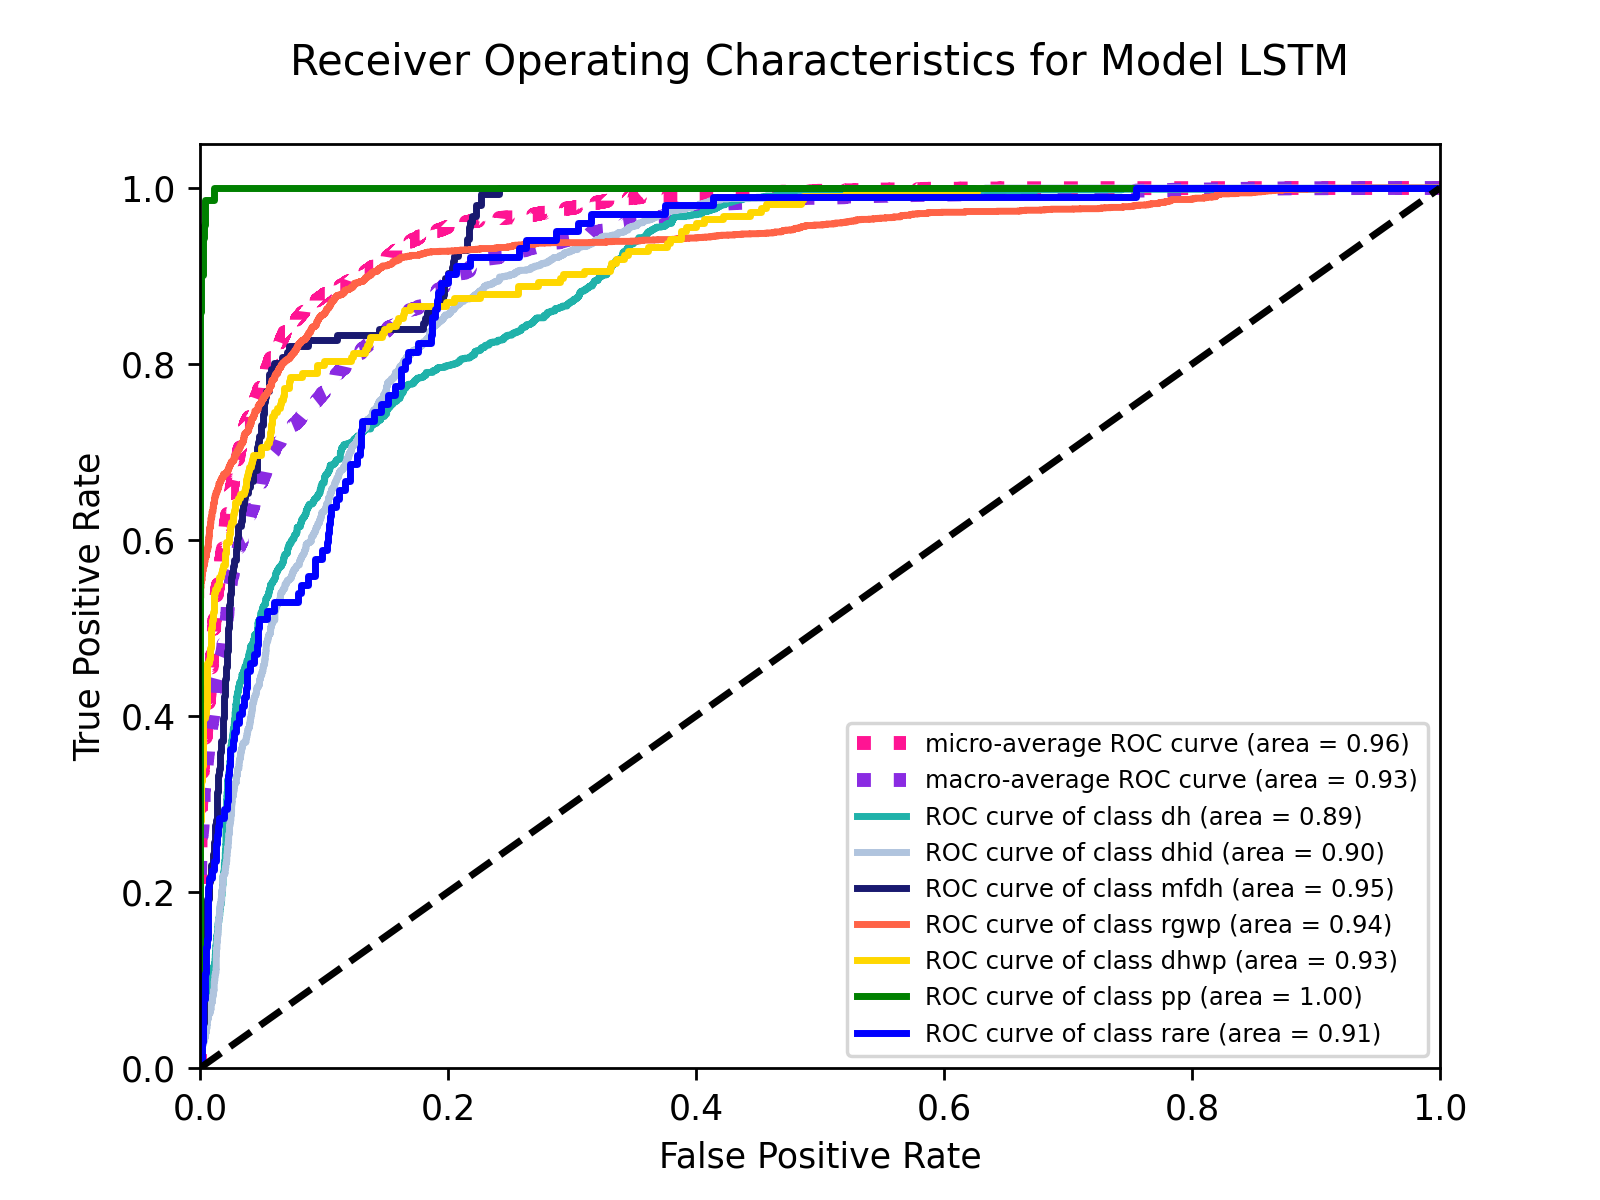 Receiver Operating Characteristics for Model LSTM
1.0
0.8
0.6
0.4
0.2
0.0
True Positive Rate
0.0 0.2 0.4 0.6 0.8 1.0
False Positive Rate
micro-average ROC curve (area = 0.96)
macro-average ROC curve (area = 0.93)
ROC curve of class dh (area = 0.89)
ROC curve of class dhid (area = 0.90)
ROC curve of class mfdh (area = 0.95)
ROC curve of class rgwp (area = 0.94)
ROC curve of class dhwp (area = 0.93)
ROC curve of class pp (area = 1.00)
ROC curve of class rare (area = 0.91)